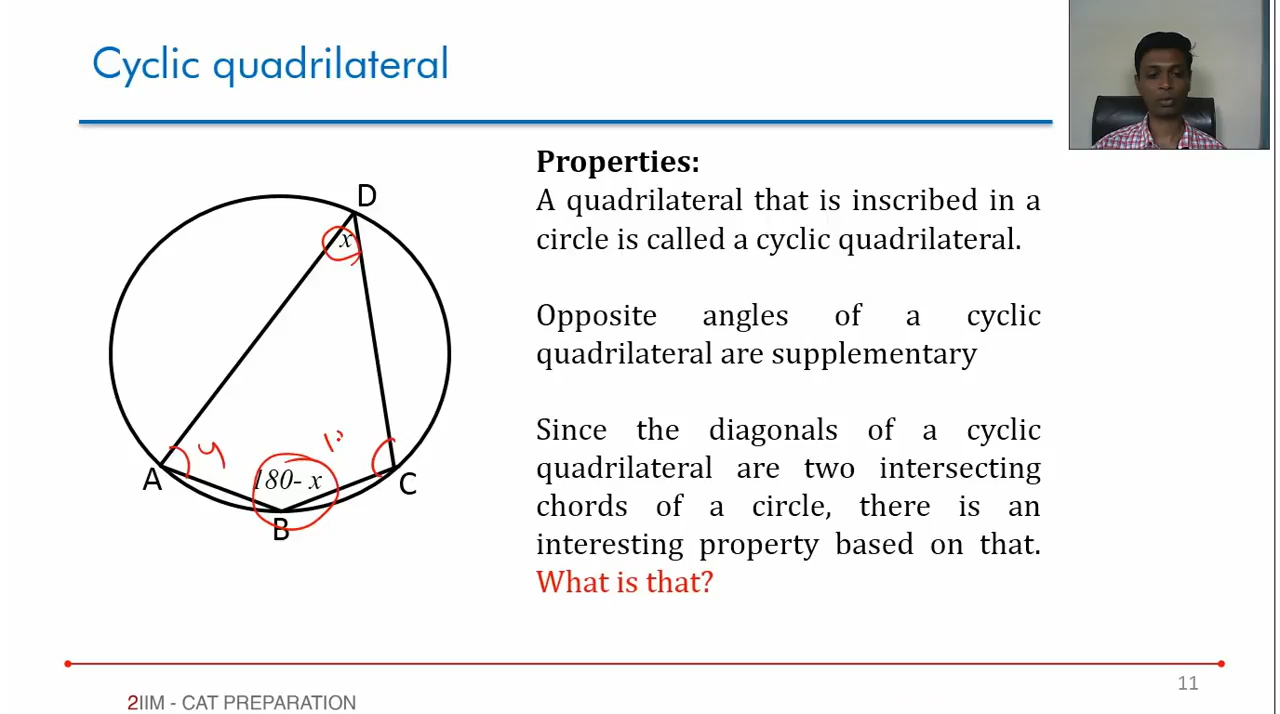 Cyclic quadrilateral
Properties:
A quadrilateral that is inscribed in a
circle is called a cyclic quadrilateral.
Opposite angles of a cyclic
quadrilateral are supplementary
Since the diagonals of a cyclic
quadrilateral are two intersecting
chords of a circle, there is an
interesting property based on that.
What is that?
D
x
y
A
180- x
C
B
11
2IIM - CAT PREPARATION